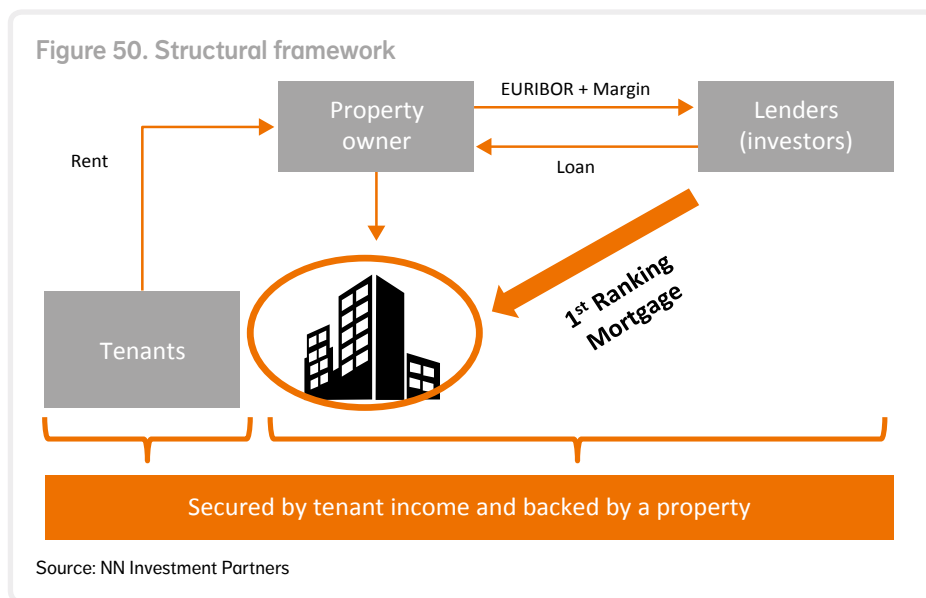 Figure 50. Structural framework
EURIBOR + Margin
Property
owner
Lenders
(investors)
Rent
Loan
1st Ranking
Mortgage
Tenants
Secured by tenant income and backed by a property
Source: NN Investment Partners